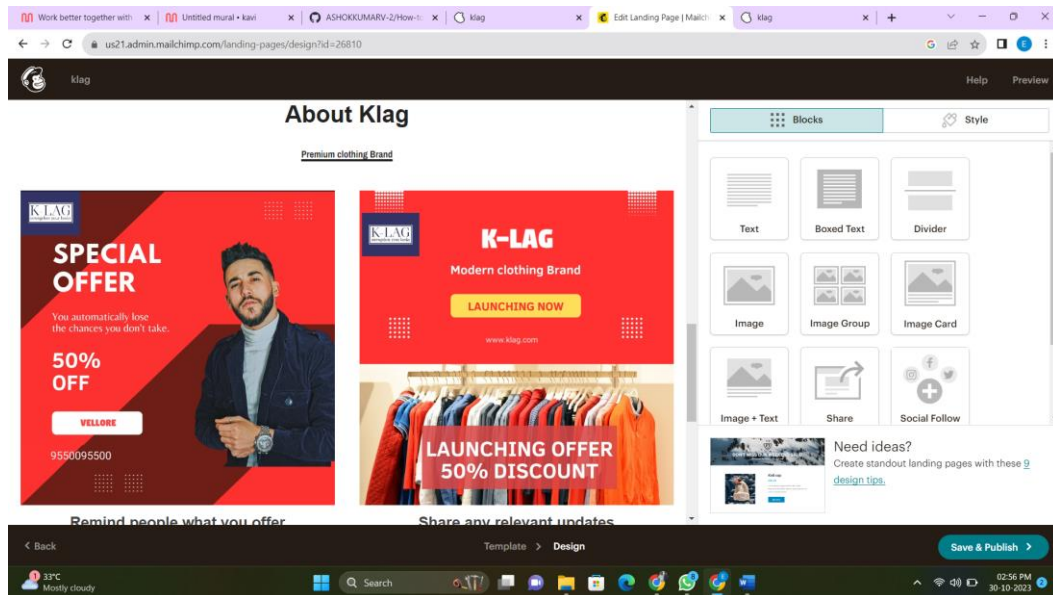 Work better together with
Untitled mural • kavi
ASHOKKUMARV-2/How-to
klag
Edit Landing Page | Mailch
klag
us21.admin.mailchimp.com/landing-pages/design?id=26810
G
E
klag
Help
Preview
About Klag
Premium clothing Brand
K LAG
SPECIAL
OFFER
You automatically lose
the chances you don't take.
50%
OFF
VELLORE
9550095500
K-LAG
K-LAG
Modern clothing Brand
LAUNCHING NOW
www.klag.com
LAUNCHING OFFER
50% DISCOUNT
Remind people what you offer
Share any relevant updates
Blocks
Style
Text
Boxed Text
Divider
Image
Image Group
Image Card
Image + Text
Share
Social Follow
Need ideas?
Create standout landing pages with these 9
design tips.
< Back
Template > Design
Save & Publish >
1
33°C
Mostly cloudy
Search
02:56 PM
30-10-2023